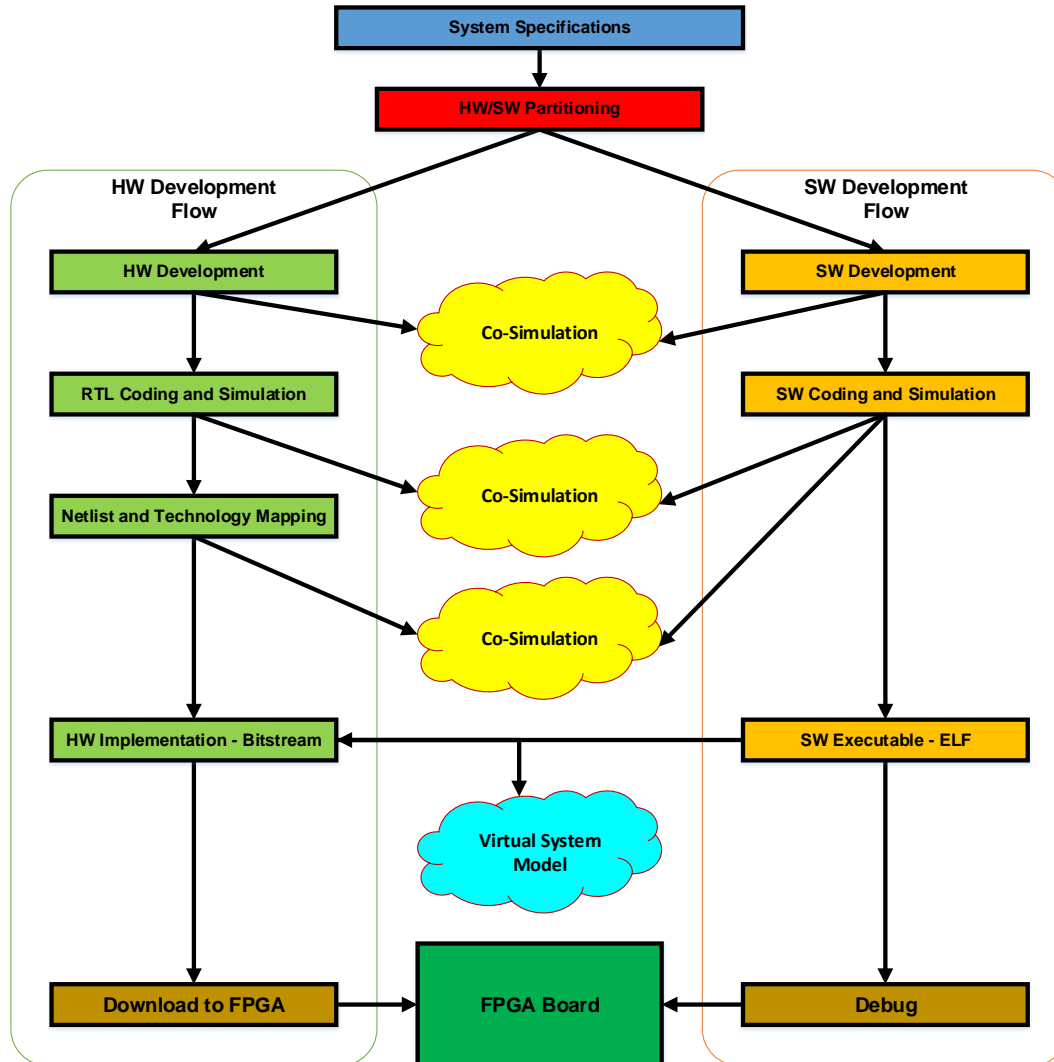 System Specifications
HW/SW Partitioning
HW Development
Flow
SW Development
Flow
HW Development
SW Development
Co-Simulation
RTL Coding and Simulation
SW Coding and Simulation
Co-Simulation
Netlist and Technology Mapping
Co-Simulation
HW Implementation - Bitstream
SW Executable - ELF
Virtual System
Model
Download to FPGA
FPGA Board
Debug